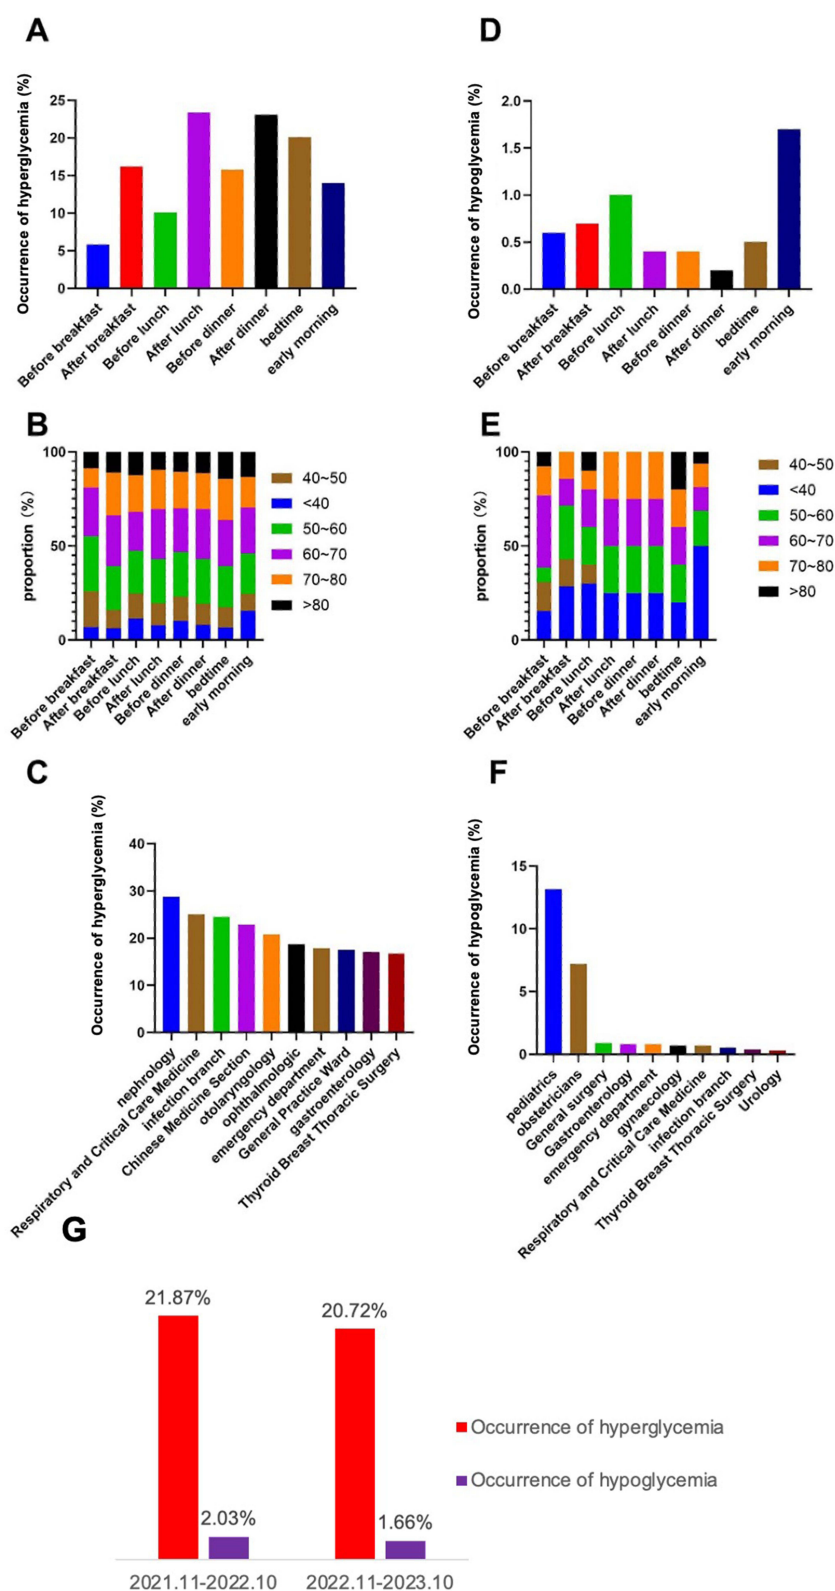 A
Occurrence of hyperglycemia (%)
25
20
15
10
5
0
Before breakfast
After breakfast
Before lunch
After lunch
Before dinner
After dinner
bedtime
early morning
D
Occurrence of hypoglycemia (%)
2.0
1.5
1.0
0.5
0.0
Before breakfast
After breakfast
Before lunch
After lunch
Before dinner
After dinner
bedtime
early morning
B
proportion (%)
100
50
0
Before breakfast
After breakfast
Before lunch
After lunch
Before dinner
After dinner
bedtime
early morning
40~50
<40
50~60
60~70
70~80
>80
E
proportion (%)
100
50
0
Before breakfast
After breakfast
Before lunch
After lunch
Before dinner
After dinner
bedtime
early morning
40~50
<40
50~60
60~70
70~80
>80
C
Occurrence of hyperglycemia (%)
40
30
20
10
0
nephrology
Respiratory and Critical Care Medicine
infection branch
Chinese Medicine Section
otolaryngology
ophthalmologic
emergency department
General Practice Ward
gastroenterology
Thyroid Breast Thoracic Surgery
F
Occurrence of hypoglycemia (%)
15
10
5
0
pediatrics
obstetricians
General surgery
Gastroenterology
emergency department
gynaecology
Respiratory and Critical Care Medicine
infection branch
Thyroid Breast Thoracic Surgery
Urology
G
21.87%
20.72%
2.03%
1.66%
Occurrence of hyperglycemia
Occurrence of hypoglycemia
2021.11-2022.10
2022.11-2023.10